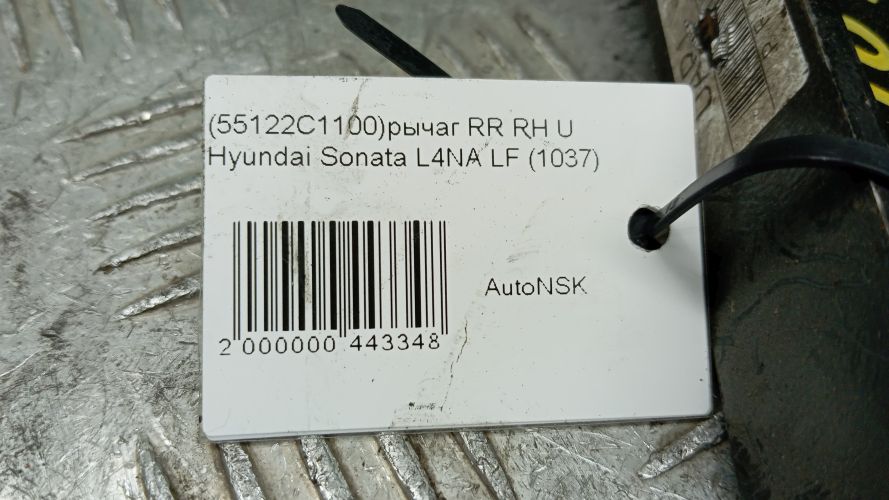 (55122C1100)рычаг RR RH U
Hyundai Sonata L4NA LF (1037)
AutoNSK
2 000000 443348